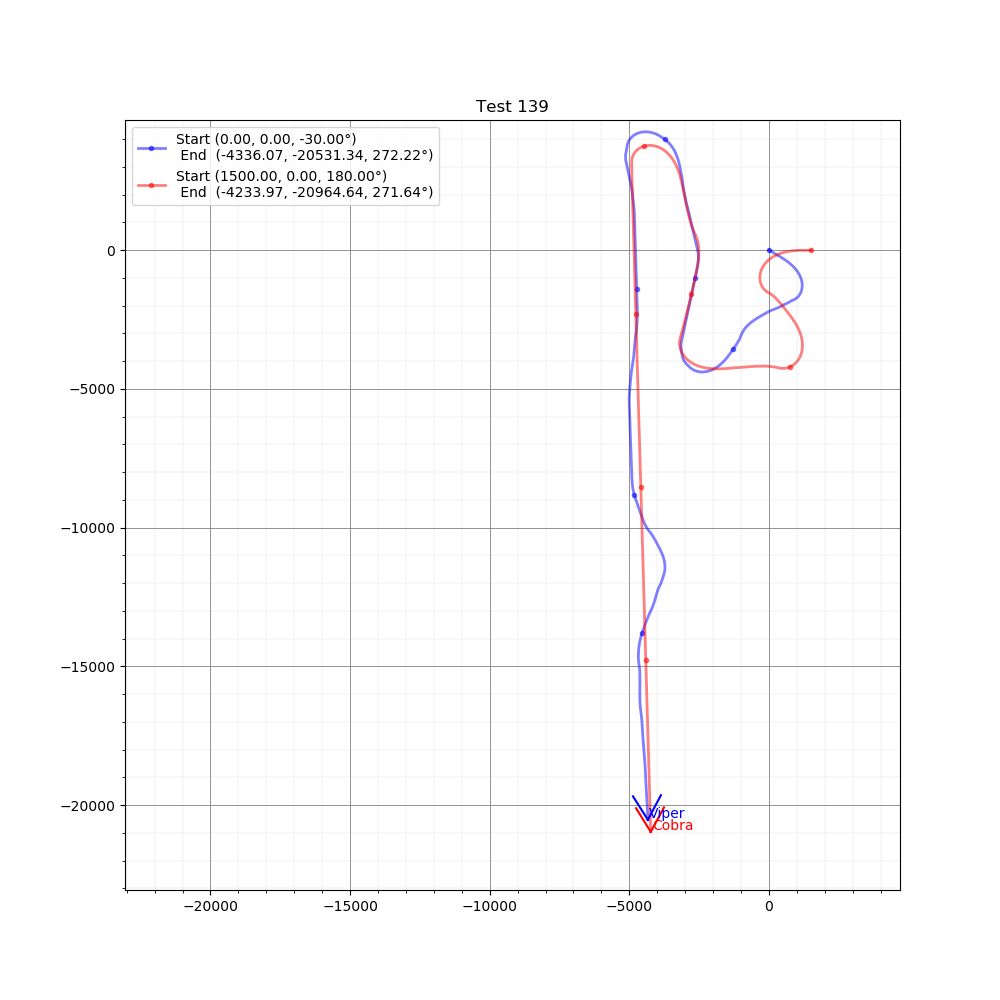 Test 139
Start (0.00, 0.00, -30.00°)
End (-4336.07, -20531.34, 272.22°)
Start (1500.00, 0.00, 180.00°)
End (-4233.97, -20964.64, 271.64°)
0
−5000
−10000
−15000
−20000
Viper
Cobra
−20000 −15000 −10000 −5000 0